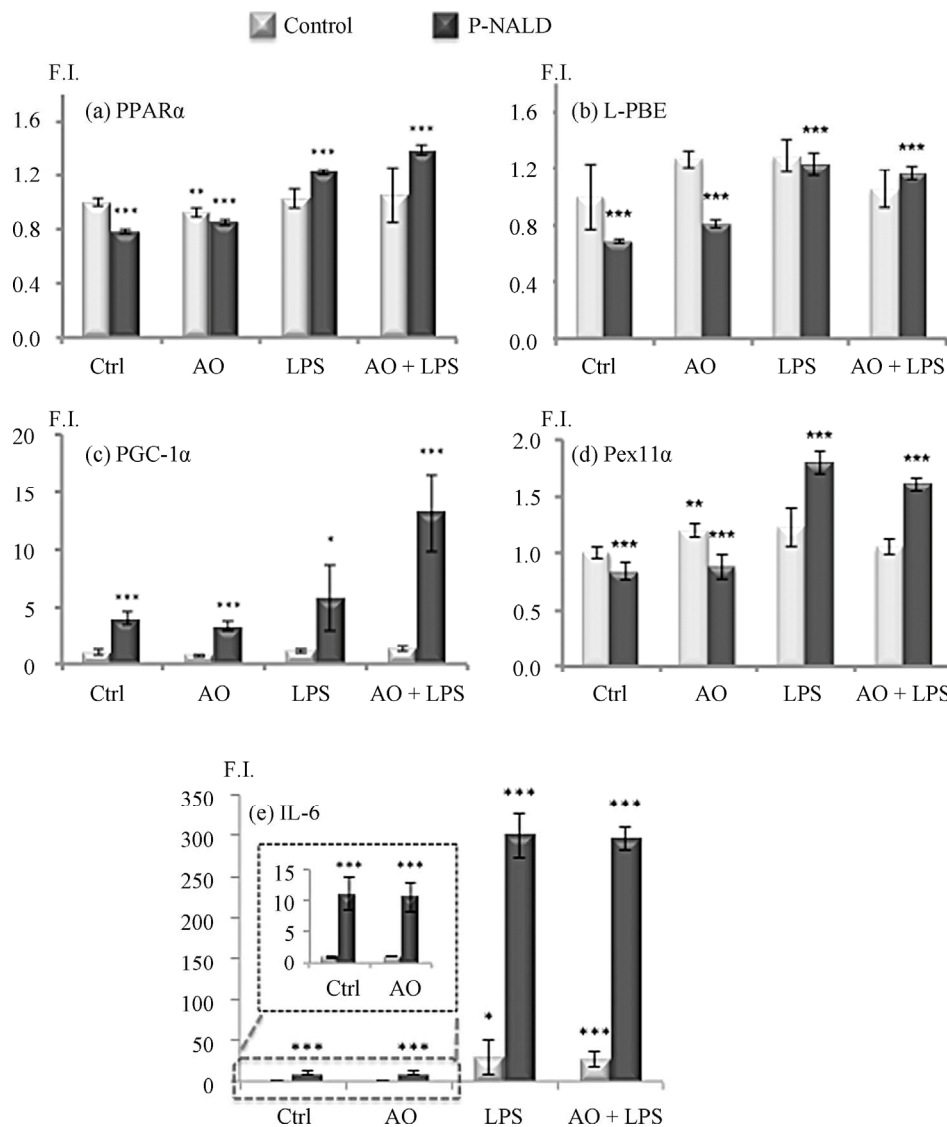 Control P-NALD
F.I.
(a) PPARα
1.6
1.2
0.8
0.4
0.0
** *** *** *** ***
Ctrl AO LPS AO + LPS
F.I.
(b) L-PBE
1.6
1.2
0.8
0.4
0.0
*** *** *** ***
Ctrl AO LPS AO + LPS
F.I.
(c) PGC-1α
20
15
10
5
0
*** *** * ***
Ctrl AO LPS AO + LPS
F.I.
(d) Pex11α
2.0
1.5
1.0
0.5
0.0
*** ** *** *** ***
Ctrl AO LPS AO + LPS
F.I.
(e) IL-6
350
300
250
200
150
100
50
0
*** ***
15
10
5
0
Ctrl AO
*** *** * *** *** ***
Ctrl AO LPS AO + LPS